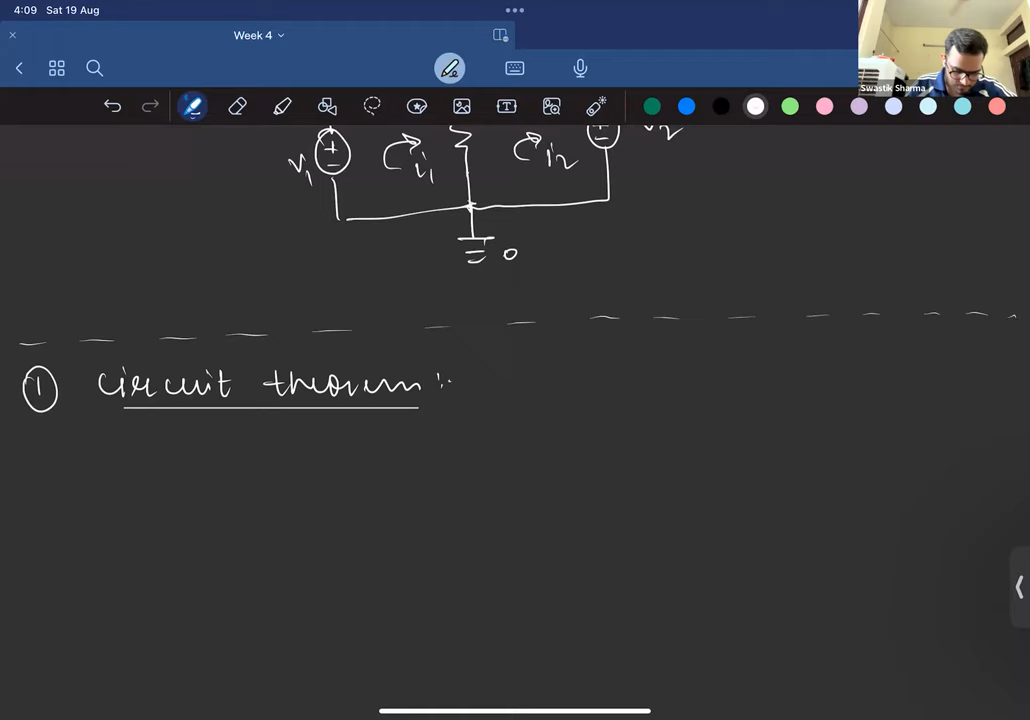 4:09 Sat 19 Aug
Week 4
Swastik Sharma
V1 + - i1 i2 + - V2
0
① circuit theorem :